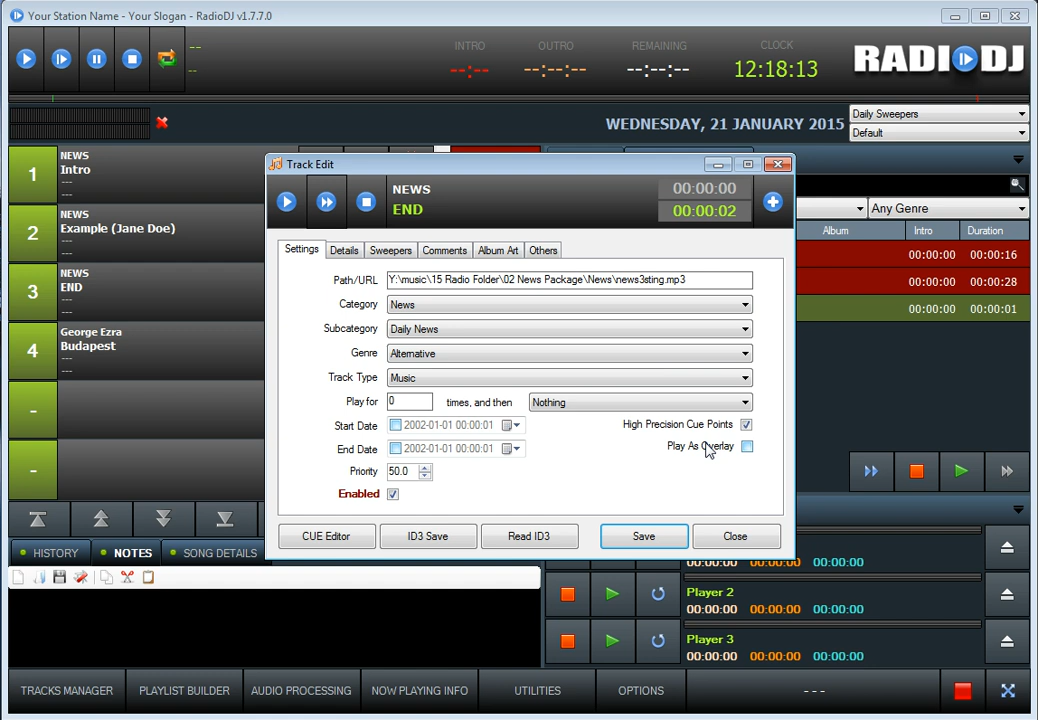 Your Station Name - Your Slogan - RadioDJ v1.7.7.0
--
--
INTRO OUTRO REMAINING CLOCK
--:-- --:--:-- --:--:-- 12:18:13
RADIODJ
WEDNESDAY, 21 JANUARY 2015
Daily Sweepers
Default
1 NEWS
Intro
---
---
2 NEWS
Example (Jane Doe)
---
---
3 NEWS
END
---
---
4 George Ezra
Budapest
---
---
-
-
Track Edit
NEWS
END
00:00:00
00:00:02
Settings Details Sweepers Comments Album Art Others
Path/URL Y:\music\15 Radio Folder\02 News Package\News\news3sting.mp3
Category News
Subcategory Daily News
Genre Alternative
Track Type Music
Play for 0 times, and then Nothing
Start Date 2002-01-01 00:00:01 High Precision Cue Points
End Date 2002-01-01 00:00:01 Play As Overlay
Priority 50.0
Enabled
CUE Editor ID3 Save Read ID3 Save Close
Any Genre
Album Intro Duration
00:00:00 00:00:16
00:00:00 00:00:28
00:00:00 00:00:01
HISTORY NOTES SONG DETAILS
00:00:00 00:00:00 00:00:00
Player 2
00:00:00 00:00:00 00:00:00
Player 3
00:00:00 00:00:00 00:00:00
TRACKS MANAGER PLAYLIST BUILDER AUDIO PROCESSING NOW PLAYING INFO UTILITIES OPTIONS ---